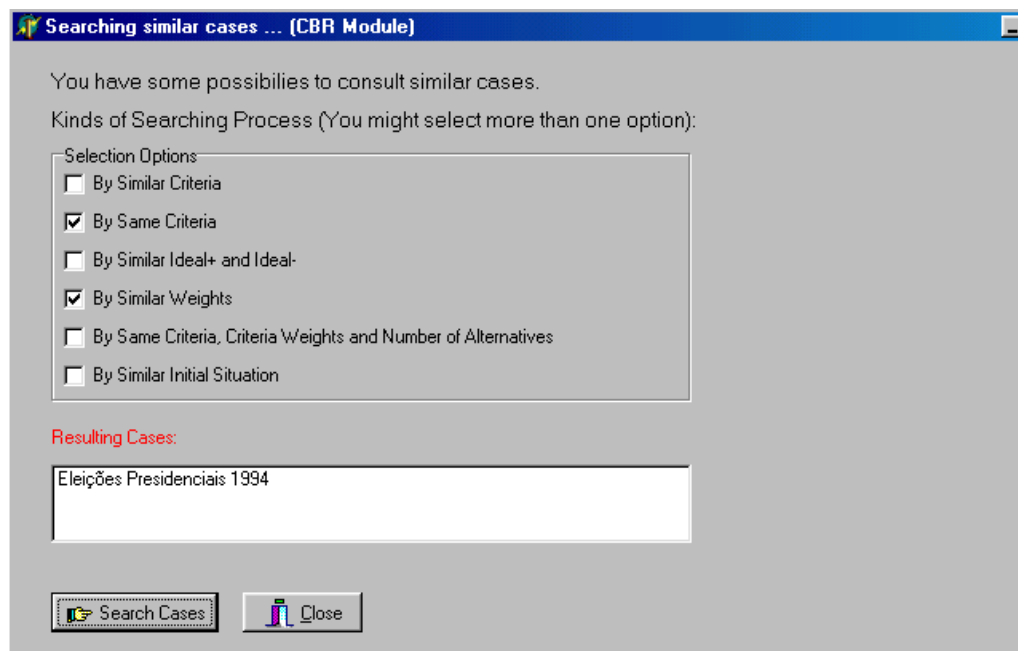 Searching similar cases ... (CBR Module)
You have some possibilies to consult similar cases.
Kinds of Searching Process (You might select more than one option):
Selection Options
By Similar Criteria
By Same Criteria
By Similar Ideal+ and Ideal-
By Similar Weights
By Same Criteria, Criteria Weights and Number of Alternatives
By Similar Initial Situation
Resulting Cases:
Eleições Presidenciais 1994
Search Cases
Close